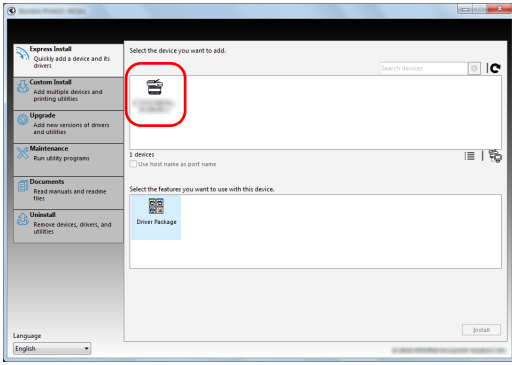 Express Install
Quickly add a device and its
drivers
Custom Install
Add multiple devices and
printing utilities
Upgrade
Add new versions of drivers
and utilities
Maintenance
Run utility programs
Documents
Read manuals and readme
files
Uninstall
Remove devices, drivers, and
utilities
Language
English
Select the device you want to add.
Search devices
1 devices
Use host name as port name
Select the features you want to use with this device.
Driver Package
Install